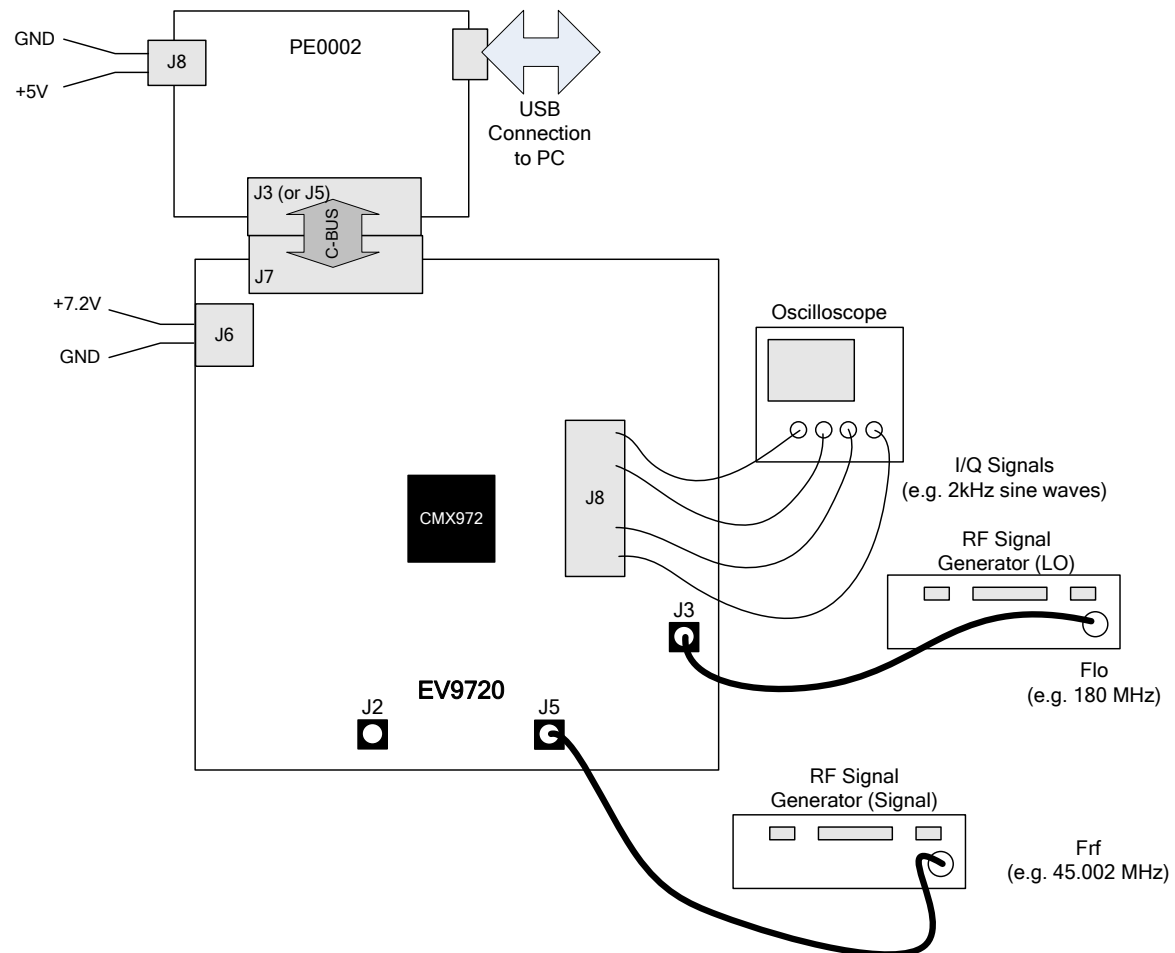 GND
+5V
J8
PE0002
USB
Connection
to PC
J3 (or J5)
C-BUS
J7
+7.2V
GND
J6
Oscilloscope
CMX972
J8
I/Q Signals
(e.g. 2kHz sine waves)
RF Signal
Generator (LO)
J3
Flo
(e.g. 180 MHz)
EV9720
J2
J5
RF Signal
Generator (Signal)
Frf
(e.g. 45.002 MHz)